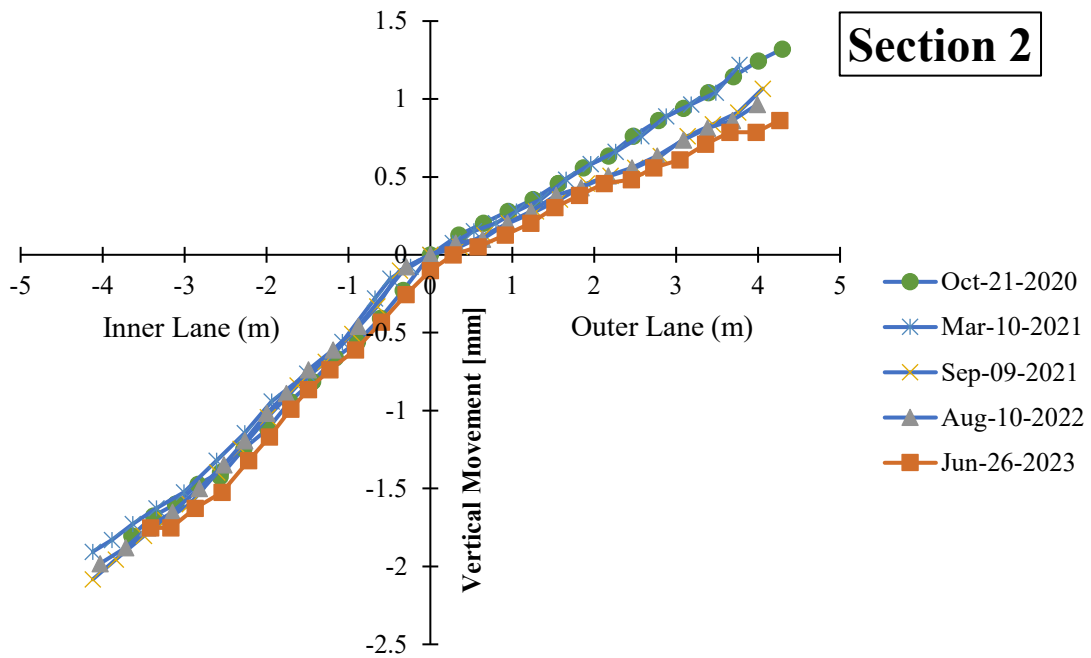 Section 2
1.5
1
0.5
0
-0.5
-1
-1.5
-2
-2.5
-5 -4 -3 -2 -1 0 1 2 3 4 5
Inner Lane (m)
Outer Lane (m)
Vertical Movement [mm]
Oct-21-2020
Mar-10-2021
Sep-09-2021
Aug-10-2022
Jun-26-2023